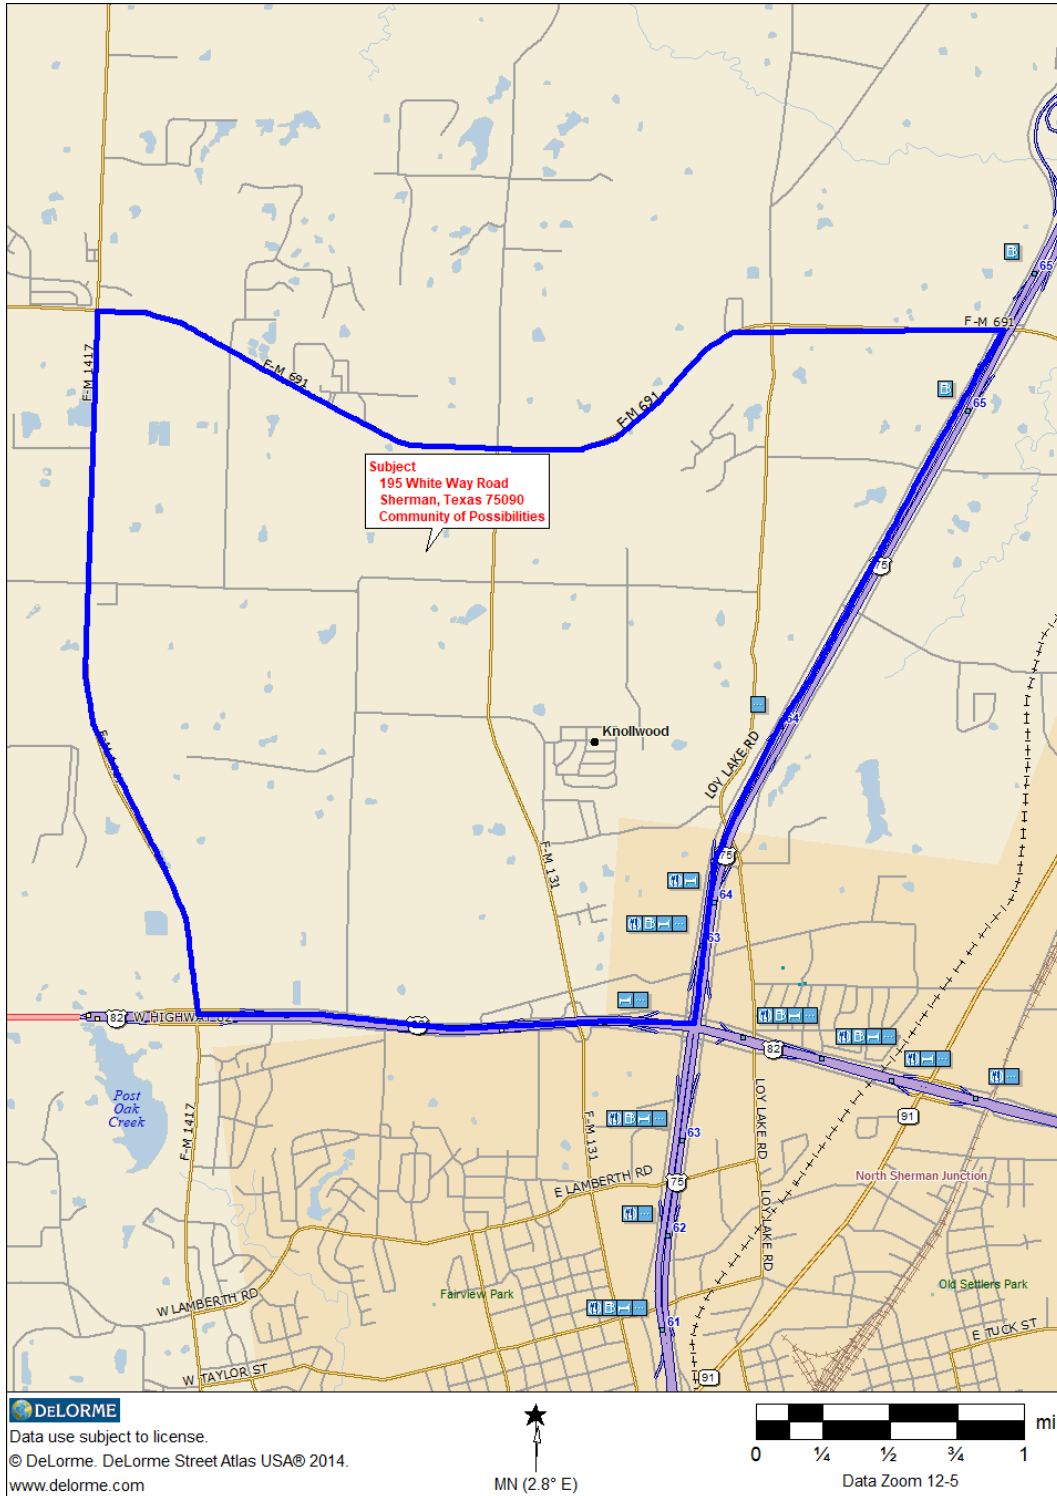 65
F-M 691
F-M 1417
F-M 691
65
F-M 691
Subject
195 White Way Road
Sherman, Texas 75090
Community of Possibilities
75
64
Knollwood
LOY LAKE RD
75
F-M 131
64
63
82
W HIGHWAY 82
82
Post
Oak
Creek
F-M 1417
F-M 131
LOY LAKE RD
91
63
E LAMBERTH RD
75
North Sherman Junction
LOY LAKE RD
62
Fairview Park
Old Settlers Park
W LAMBERTH RD
61
E TUCK ST
W TAYLOR ST
91
DELORME
Data use subject to license.
© DeLorme. DeLorme Street Atlas USA® 2014.
www.delorme.com
MN (2.8° E)
mi
0 ¼ ½ ¾ 1
Data Zoom 12-5